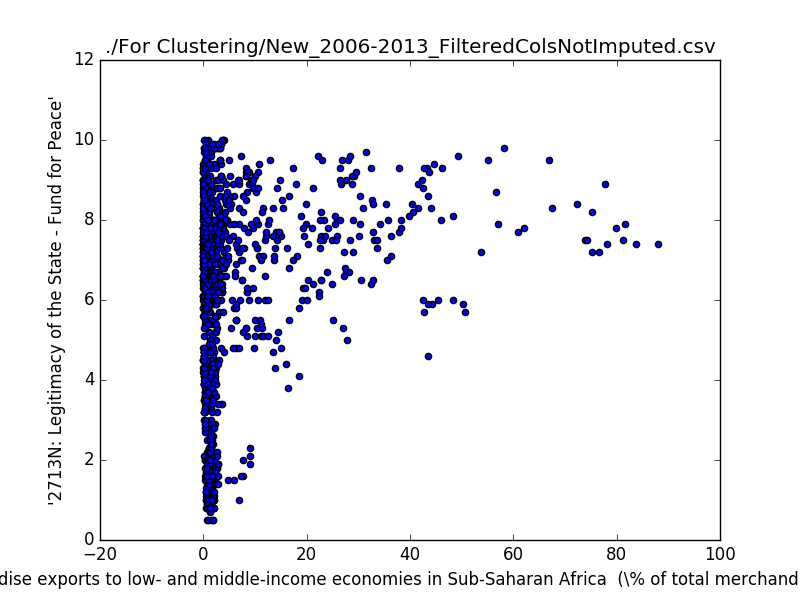 ./For Clustering/New_2006-2013_FilteredColsNotImputed.csv
'2713N: Legitimacy of the State - Fund for Peace'
12
10
8
6
4
2
0
−20 0 20 40 60 80 100
dise exports to low- and middle-income economies in Sub-Saharan Africa (\% of total merchand